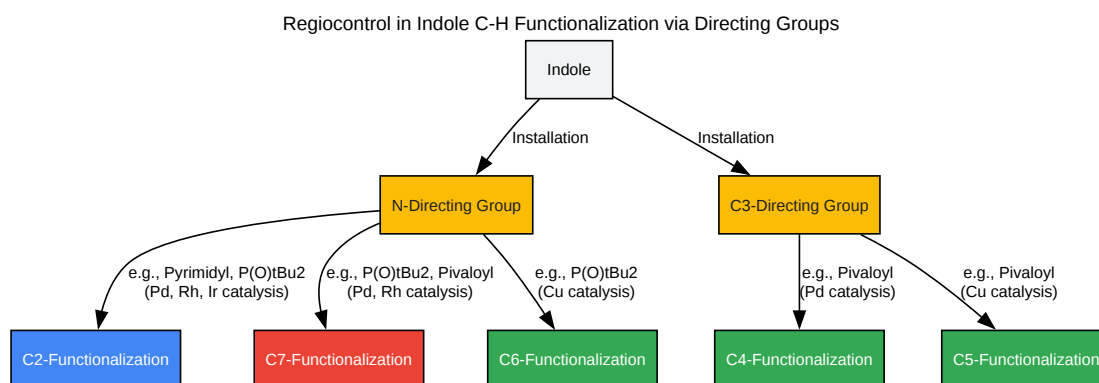 Regiocontrol in Indole C-H Functionalization via Directing Groups
Indole
Installation
Installation
N-Directing Group
C3-Directing Group
e.g., Pyrimidyl, P(O)tBu2
(Pd, Rh, Ir catalysis)
e.g., P(O)tBu2, Pivaloyl
(Pd, Rh catalysis)
e.g., P(O)tBu2
(Cu catalysis)
e.g., Pivaloyl
(Pd catalysis)
e.g., Pivaloyl
(Cu catalysis)
C2-Functionalization
C7-Functionalization
C6-Functionalization
C4-Functionalization
C5-Functionalization